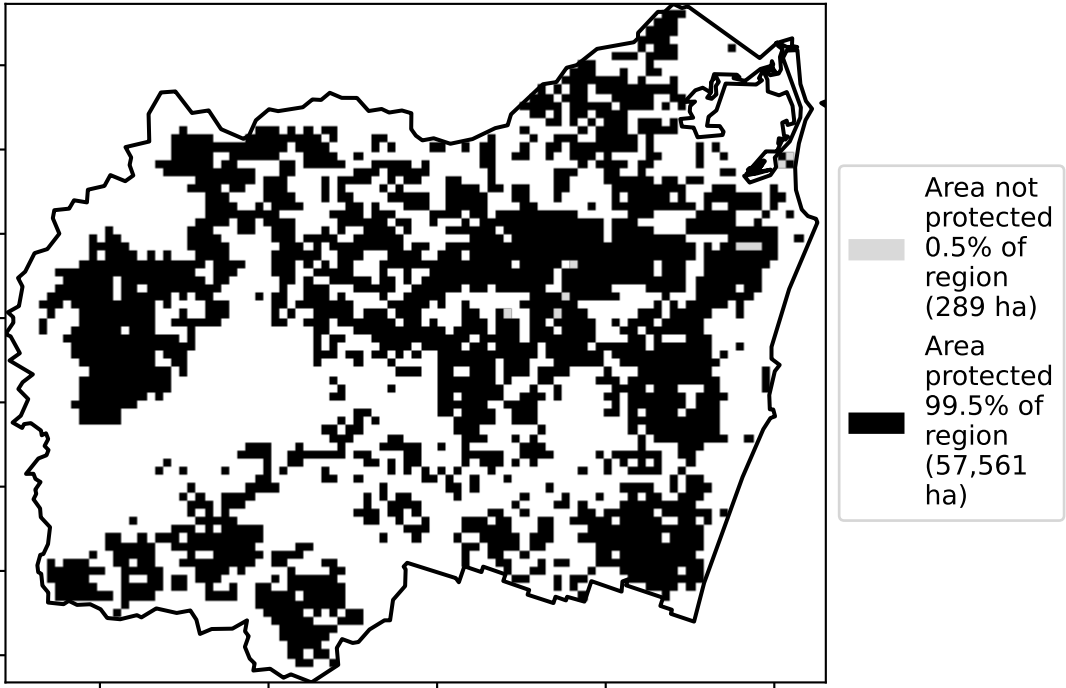 Area not
protected
0.5% of
region
(289 ha)
Area
protected
99.5% of
region
(57,561
ha)